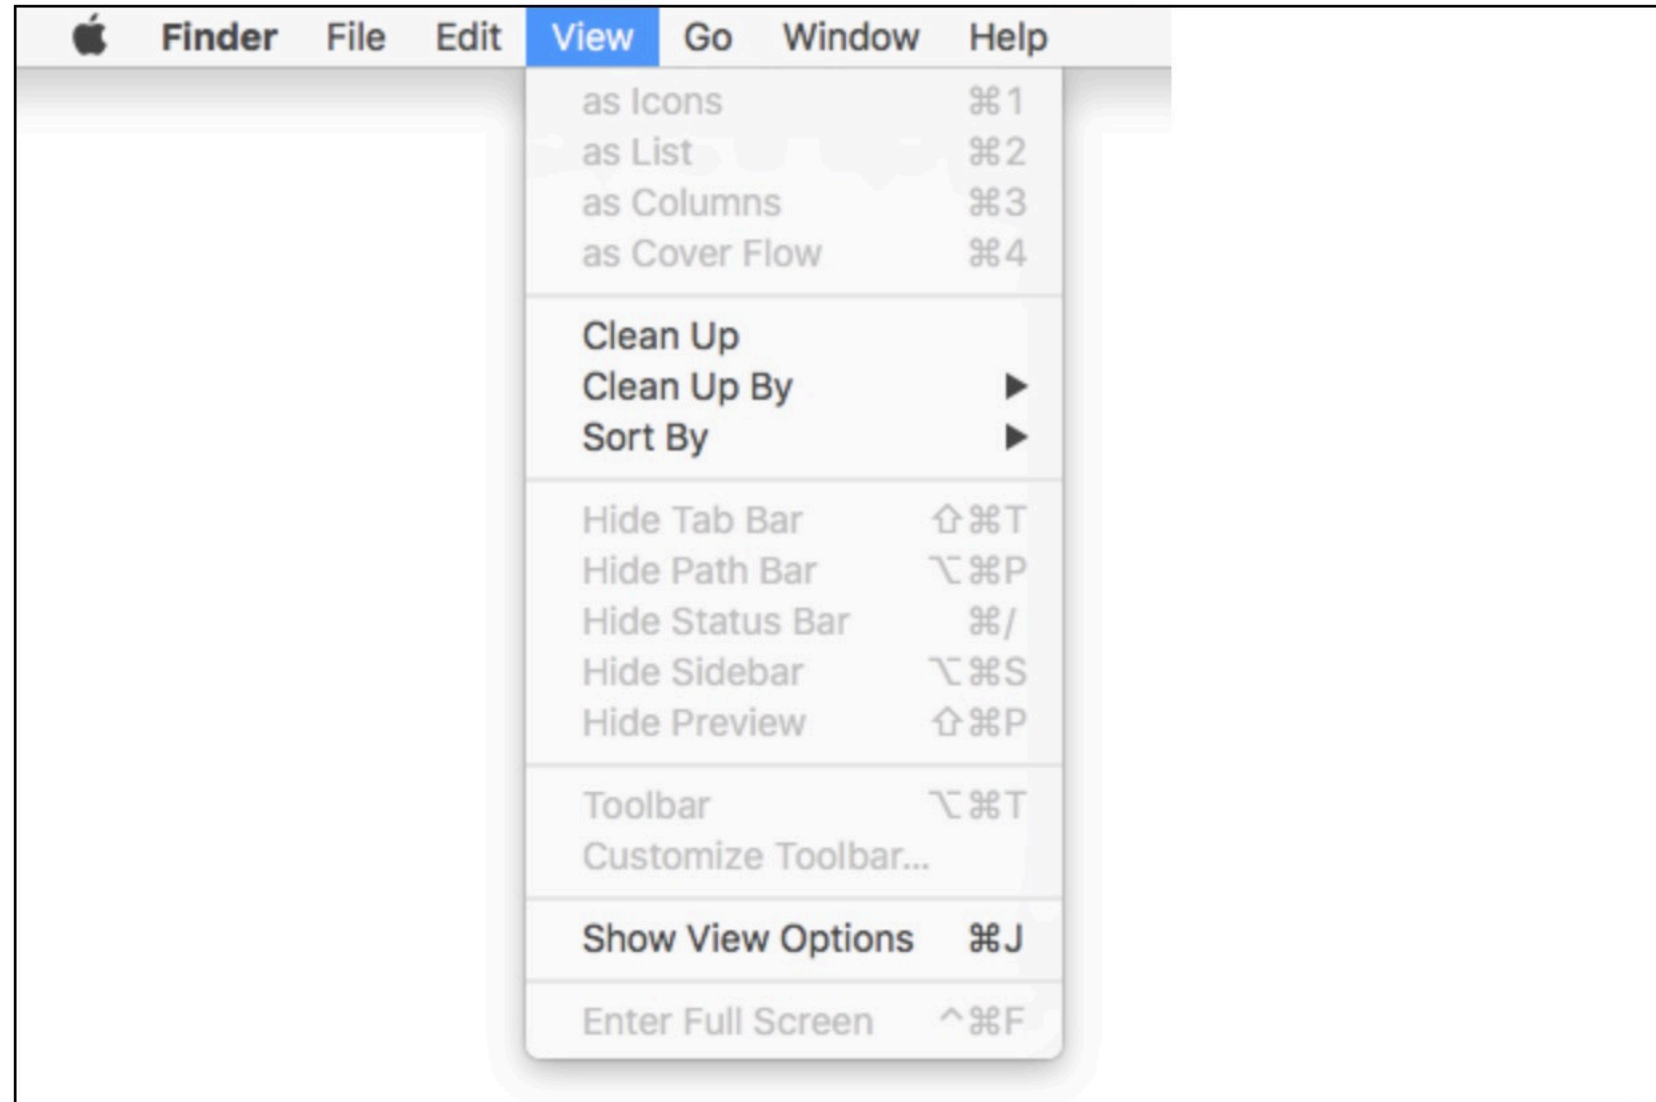 Finder File Edit View Go Window Help
as Icons ⌘1
as List ⌘2
as Columns ⌘3
as Cover Flow ⌘4
Clean Up
Clean Up By ▶
Sort By ▶
Hide Tab Bar ⇧⌘T
Hide Path Bar ⌥⌘P
Hide Status Bar ⌘/
Hide Sidebar ⌥⌘S
Hide Preview ⇧⌘P
Toolbar ⌥⌘T
Customize Toolbar...
Show View Options ⌘J
Enter Full Screen ^⌘F